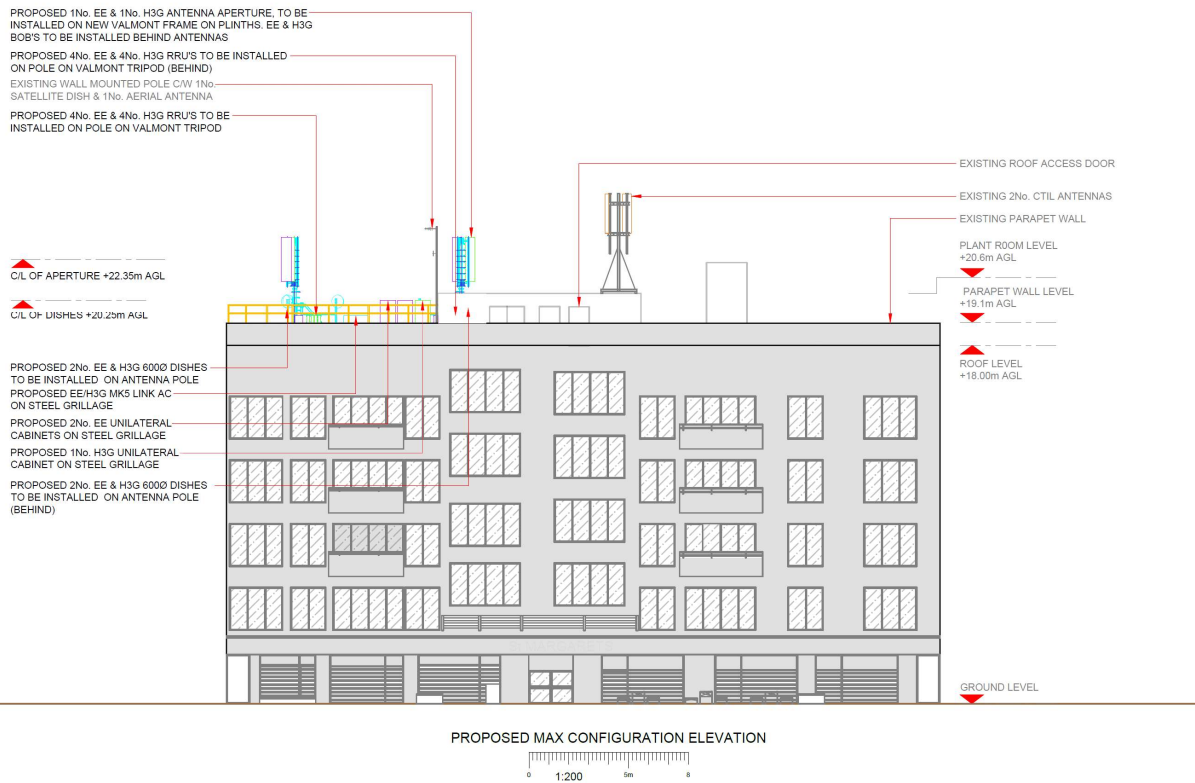 PROPOSED 1No. EE & 1No. H3G ANTENNA APERTURE, TO BE
INSTALLED ON NEW VALMONT FRAME ON PLINTHS. EE & H3G
BOB'S TO BE INSTALLED BEHIND ANTENNAS
PROPOSED 4No. EE & 4No. H3G RRU'S TO BE INSTALLED
ON POLE ON VALMONT TRIPOD (BEHIND)
EXISTING WALL MOUNTED POLE C/W 1No.
SATELLITE DISH & 1No. AERIAL ANTENNA
PROPOSED 4No. EE & 4No. H3G RRU'S TO BE
INSTALLED ON POLE ON VALMONT TRIPOD
EXISTING ROOF ACCESS DOOR
EXISTING 2No. CTIL ANTENNAS
EXISTING PARAPET WALL
PLANT ROOM LEVEL
+20.6m AGL
C/L OF APERTURE +22.35m AGL
PARAPET WALL LEVEL
+19.1m AGL
C/L OF DISHES +20.25m AGL
ROOF LEVEL
+18.00m AGL
PROPOSED 2No. EE & H3G 600Ø DISHES
TO BE INSTALLED ON ANTENNA POLE
PROPOSED EE/H3G MK5 LINK AC
ON STEEL GRILLAGE
PROPOSED 2No. EE UNILATERAL
CABINETS ON STEEL GRILLAGE
PROPOSED 1No. H3G UNILATERAL
CABINET ON STEEL GRILLAGE
PROPOSED 2No. EE & H3G 600Ø DISHES
TO BE INSTALLED ON ANTENNA POLE
(BEHIND)
GROUND LEVEL
PROPOSED MAX CONFIGURATION ELEVATION
0 1:200 5m 8